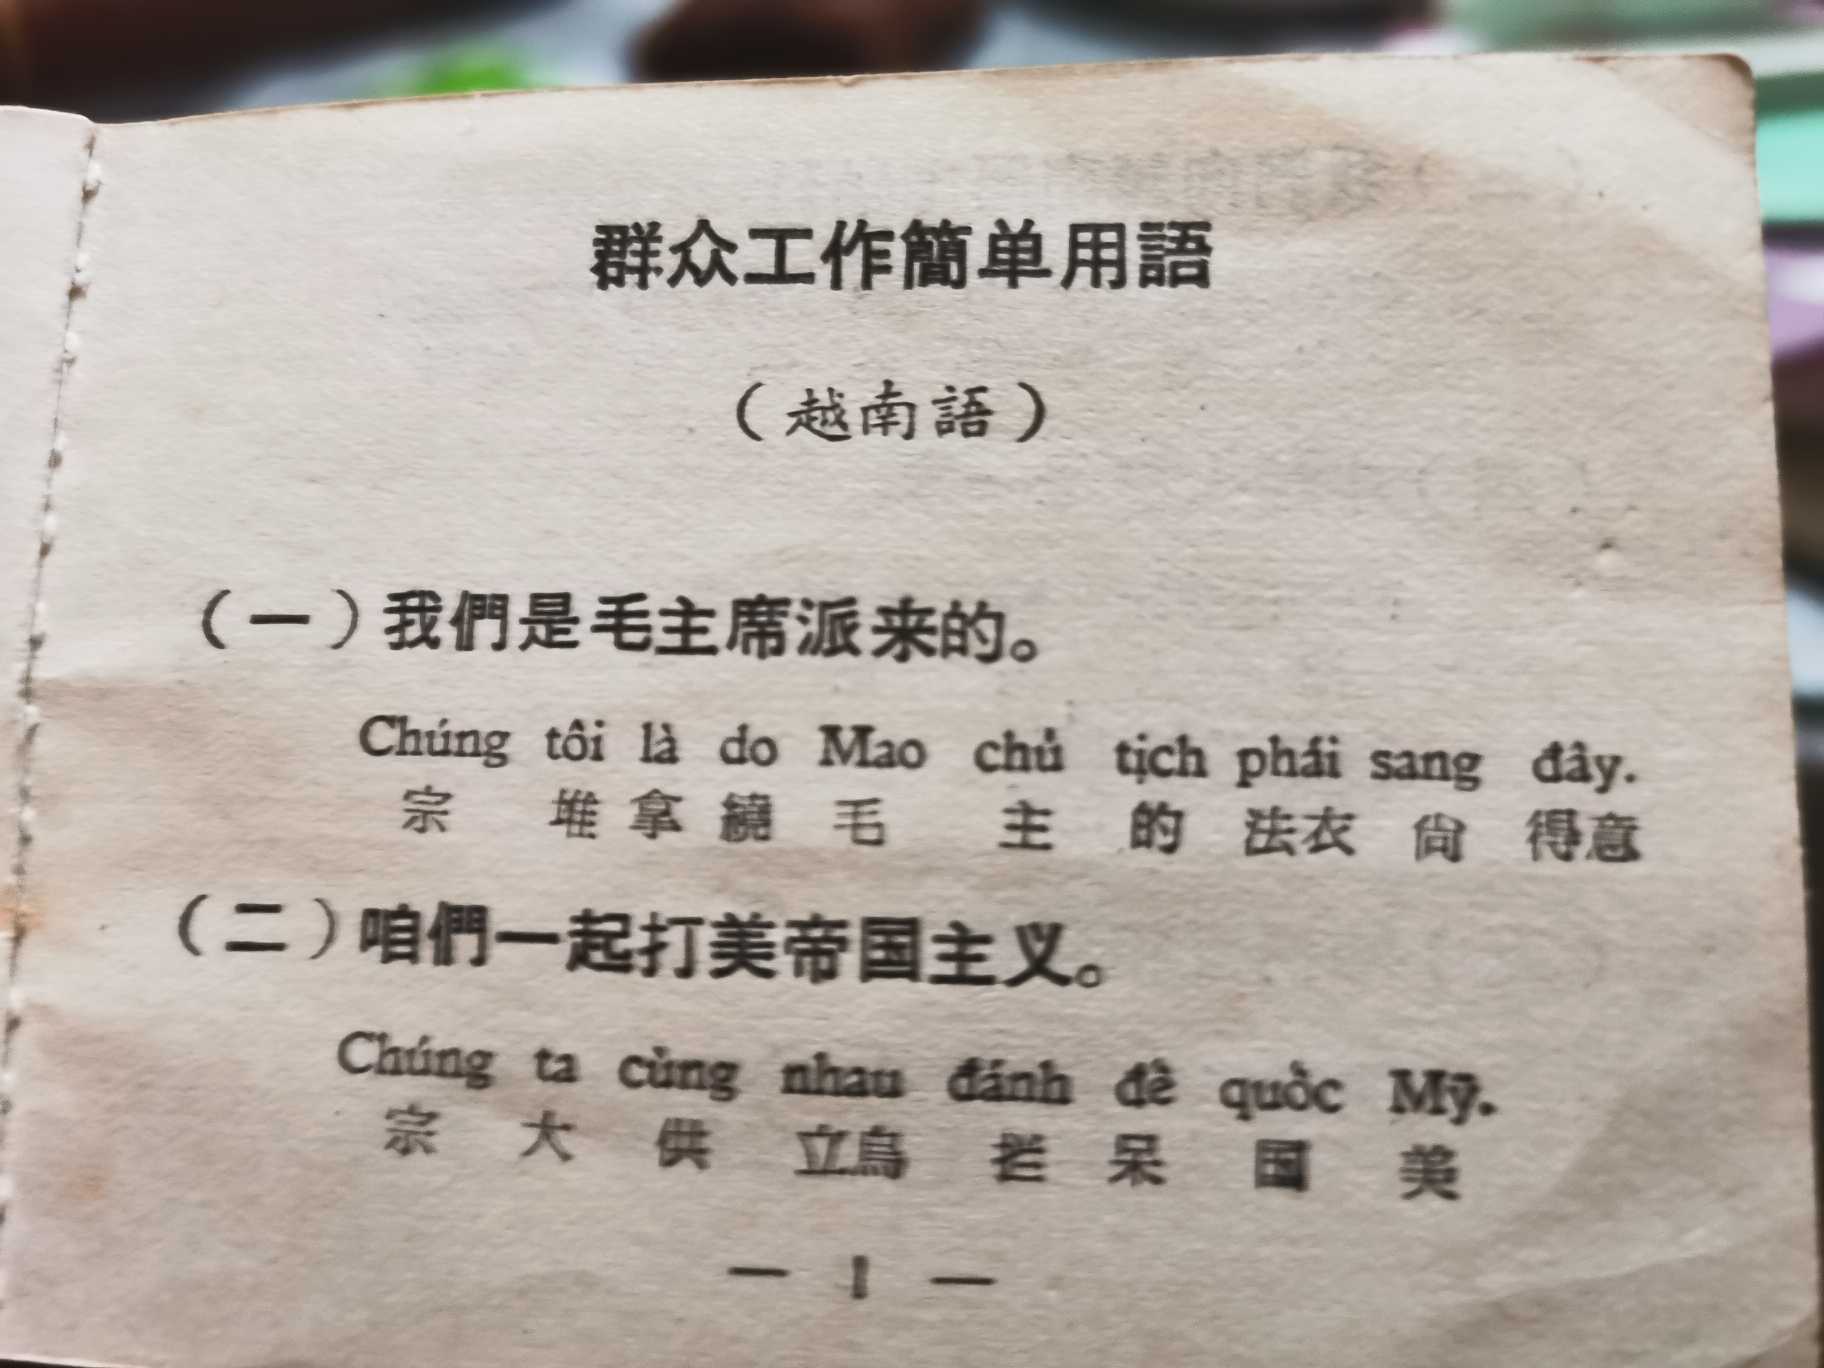 群众工作簡单用語
（越南語）
（一）我們是毛主席派来的。
Chúng tôi là do Mao chủ tịch phái sang đây.
宗 堆 拿 繞 毛 主 的 法衣 尙 得意
（二）咱們一起打美帝国主义。
Chúng ta cùng nhau đánh đê quôc Mỹ.
宗 大 供 立鳥 拦 呆 国 美
— 1 —